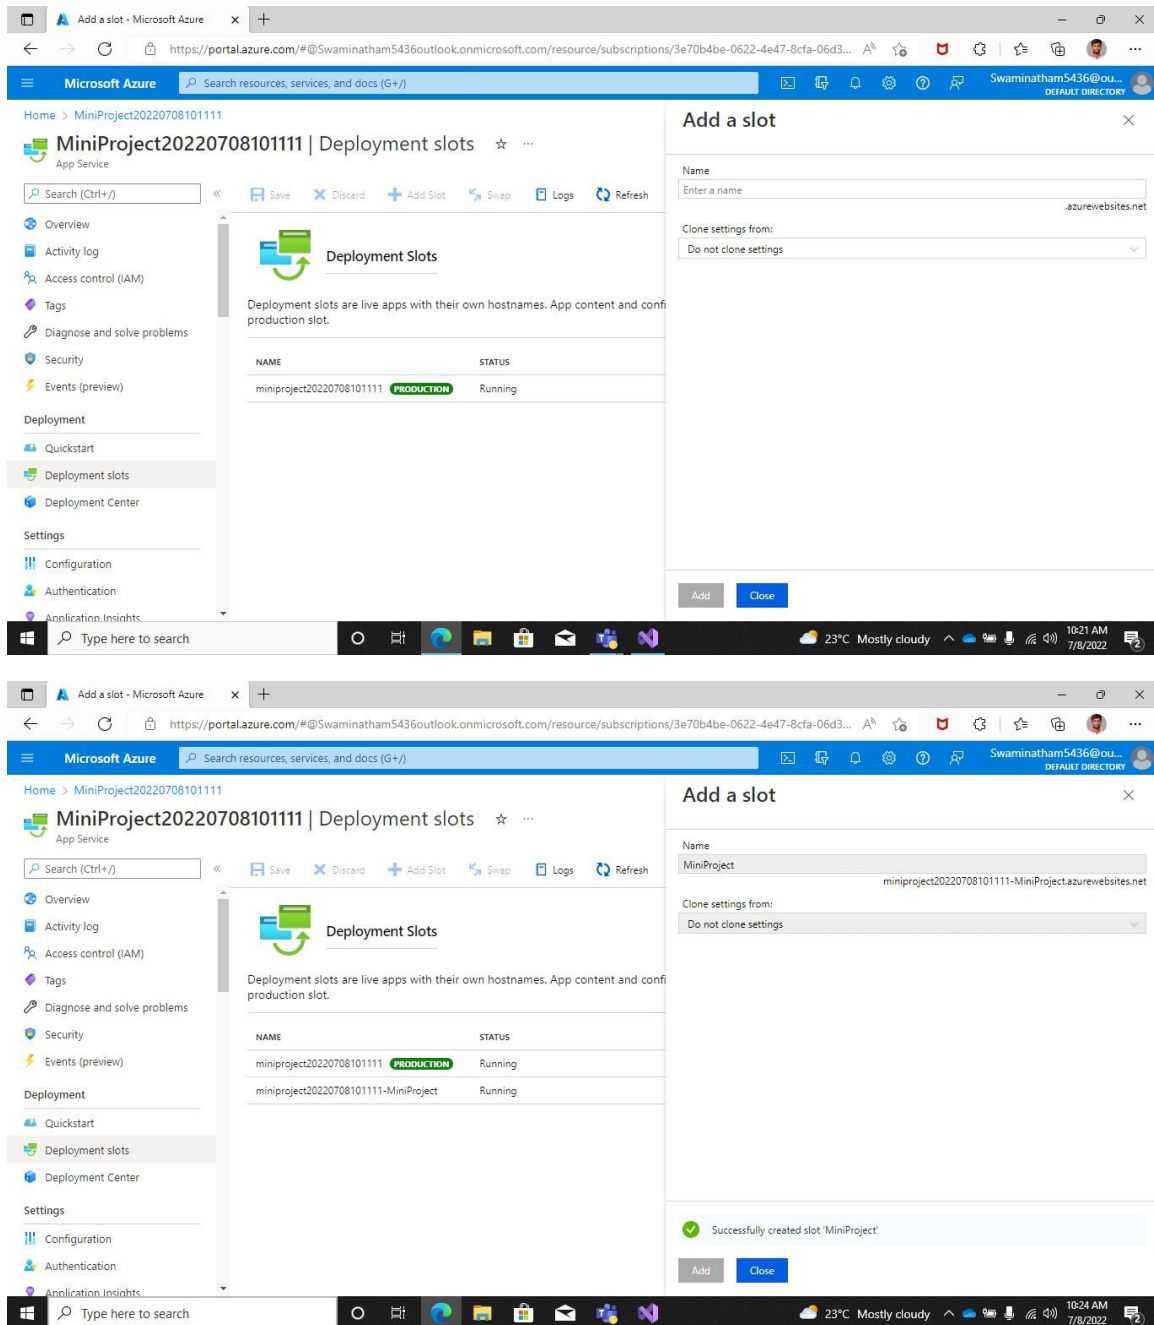 Add a slot - Microsoft Azure
https://portal.azure.com/#@Swaminatham5436outlook.onmicrosoft.com/resource/subscriptions/3e70b4be-0622-4e47-8cfa-06d3...
Microsoft Azure
Search resources, services, and docs (G+/)
Swaminatham5436@ou...
DEFAULT DIRECTORY
Home > MiniProject20220708101111
MiniProject20220708101111 | Deployment slots
App Service
Search (Ctrl+/)
Save
Discard
Add Slot
Swap
Logs
Refresh
Overview
Activity log
Access control (IAM)
Tags
Diagnose and solve problems
Security
Events (preview)
Deployment
Quickstart
Deployment slots
Deployment Center
Settings
Configuration
Authentication
Application Insights
Deployment Slots
Deployment slots are live apps with their own hostnames. App content and confi
production slot.
NAME STATUS
miniproject20220708101111 PRODUCTION Running
Add a slot
Name
Enter a name
.azurewebsites.net
Clone settings from:
Do not clone settings
Add
Close
Type here to search
23°C Mostly cloudy
10:21 AM
7/8/2022
2
Add a slot - Microsoft Azure
https://portal.azure.com/#@Swaminatham5436outlook.onmicrosoft.com/resource/subscriptions/3e70b4be-0622-4e47-8cfa-06d3...
Microsoft Azure
Search resources, services, and docs (G+/)
Swaminatham5436@ou...
DEFAULT DIRECTORY
Home > MiniProject20220708101111
MiniProject20220708101111 | Deployment slots
App Service
Search (Ctrl+/)
Save
Discard
Add Slot
Swap
Logs
Refresh
Overview
Activity log
Access control (IAM)
Tags
Diagnose and solve problems
Security
Events (preview)
Deployment
Quickstart
Deployment slots
Deployment Center
Settings
Configuration
Authentication
Application Insights
Deployment Slots
Deployment slots are live apps with their own hostnames. App content and confi
production slot.
NAME STATUS
miniproject20220708101111 PRODUCTION Running
miniproject20220708101111-MiniProject Running
Add a slot
Name
MiniProject
miniproject20220708101111-MiniProject.azurewebsites.net
Clone settings from:
Do not clone settings
Successfully created slot 'MiniProject'
Add
Close
Type here to search
23°C Mostly cloudy
10:24 AM
7/8/2022
2